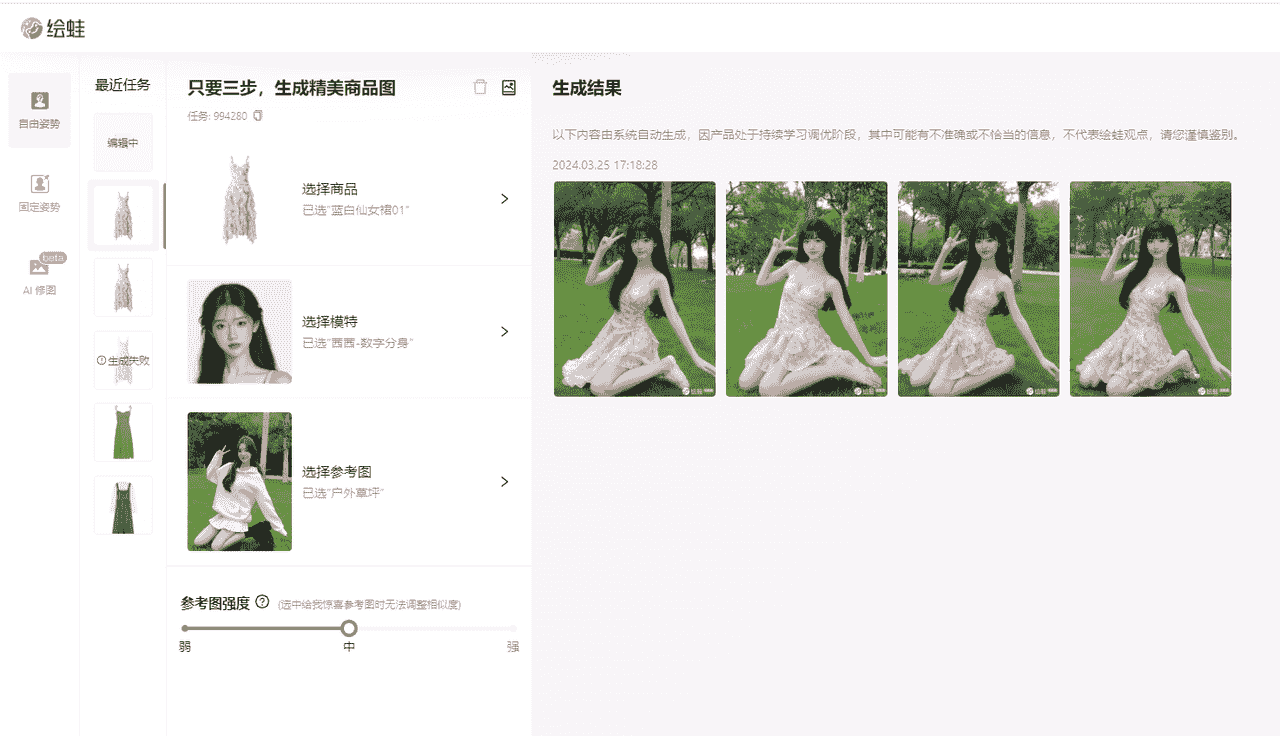 绘蛙
自由姿势
固定姿势
beta
AI 修图
最近任务
编辑中
生成失败
只要三步，生成精美商品图
任务: 994280
选择商品
已选"蓝白仙女裙01"
选择模特
已选"茜茜-数字分身"
选择参考图
已选"户外草坪"
参考图强度 (选中给我惊喜参考图时无法调整相似度)
弱 中 强
生成结果
以下内容由系统自动生成，因产品处于持续学习调优阶段，其中可能有不准确或不恰当的信息，不代表绘蛙观点，请您谨慎鉴别。
2024.03.25 17:18:28
绘蛙 绘蛙 绘蛙 绘蛙